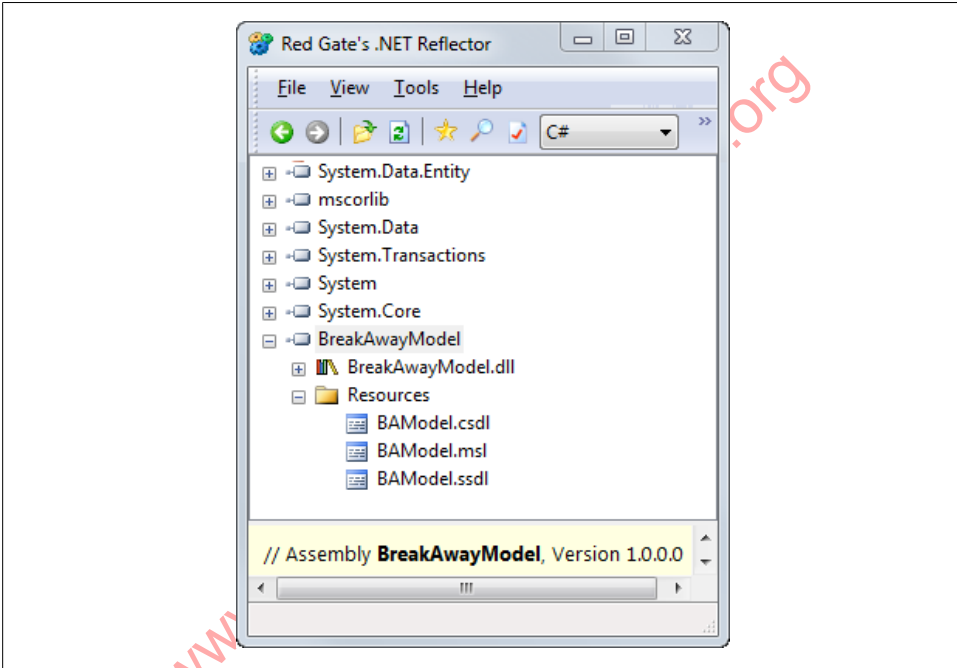 Red Gate's .NET Reflector
File View Tools Help
C#
System.Data.Entity
mscorlib
System.Data
System.Transactions
System
System.Core
BreakAwayModel
BreakAwayModel.dll
Resources
BAModel.csdl
BAModel.msl
BAModel.ssdl
// Assembly BreakAwayModel, Version 1.0.0.0
.org